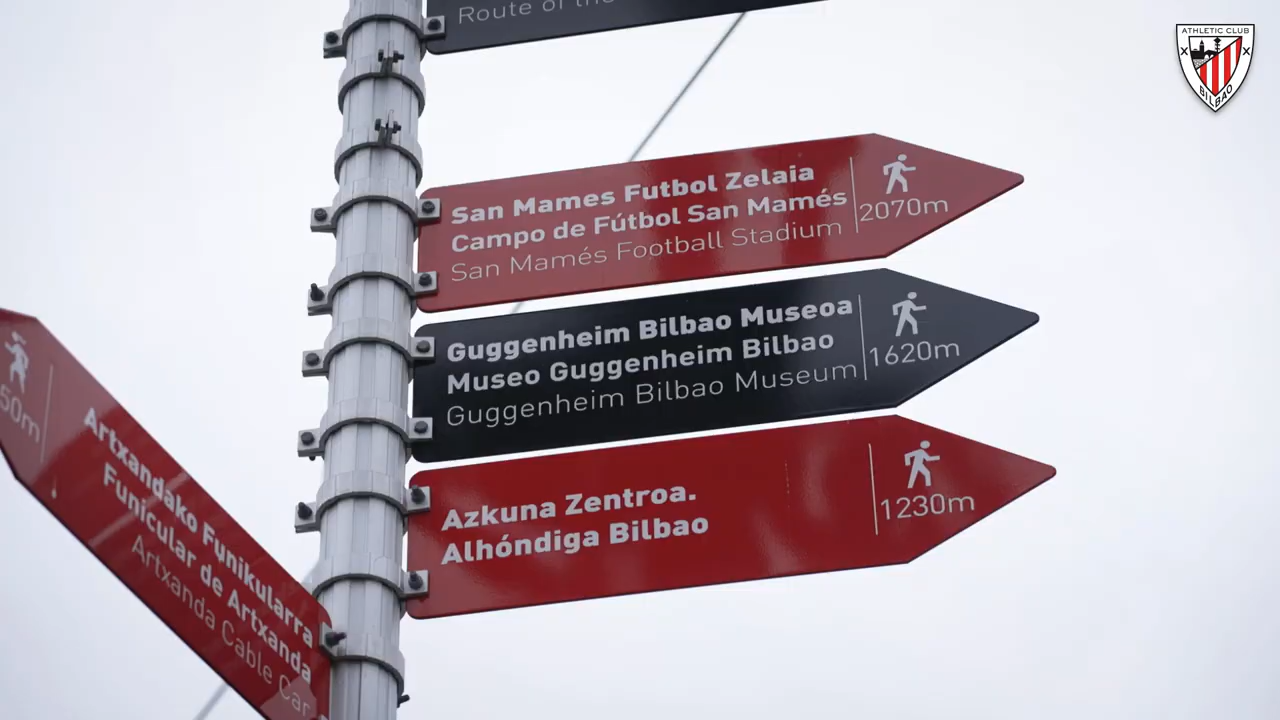 Route of the
ATHLETIC CLUB
BILBAO
San Mames Futbol Zelaia
Campo de Fútbol San Mamés
San Mamés Football Stadium
2070m
Guggenheim Bilbao Museoa
Museo Guggenheim Bilbao
Guggenheim Bilbao Museum
1620m
Azkuna Zentroa.
Alhóndiga Bilbao
1230m
50m
Artxandako Funikularra
Funicular de Artxanda
Artxanda Cable Car